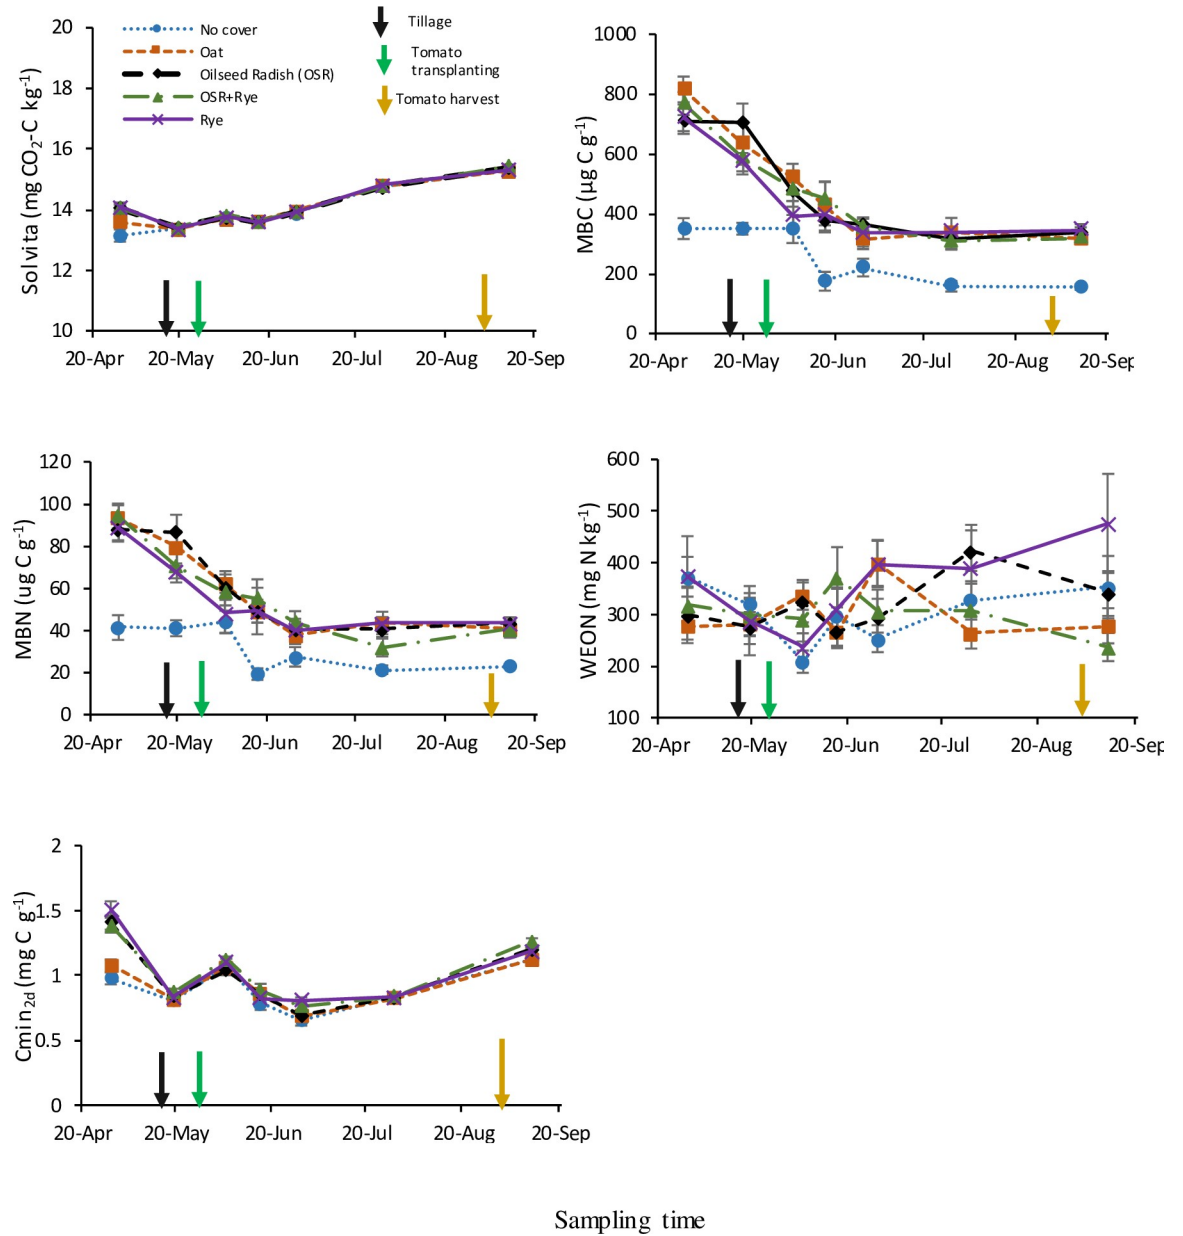 No cover
Oat
Oilseed Radish (OSR)
OSR+Rye
Rye
Tillage
Tomato
transplanting
Tomato harvest
Solvita (mg CO2-C kg-1)
20
18
16
14
12
10
20-Apr 20-May 20-Jun 20-Jul 20-Aug 20-Sep
MBC (µg C g-1)
1000
800
600
400
200
0
20-Apr 20-May 20-Jun 20-Jul 20-Aug 20-Sep
MBN (ug C g-1)
120
100
80
60
40
20
0
20-Apr 20-May 20-Jun 20-Jul 20-Aug 20-Sep
WEON (mg N kg-1)
600
500
400
300
200
100
20-Apr 20-May 20-Jun 20-Jul 20-Aug 20-Sep
Cmin2d (mg C g-1)
2
1.5
1
0.5
0
20-Apr 20-May 20-Jun 20-Jul 20-Aug 20-Sep
Sampling time